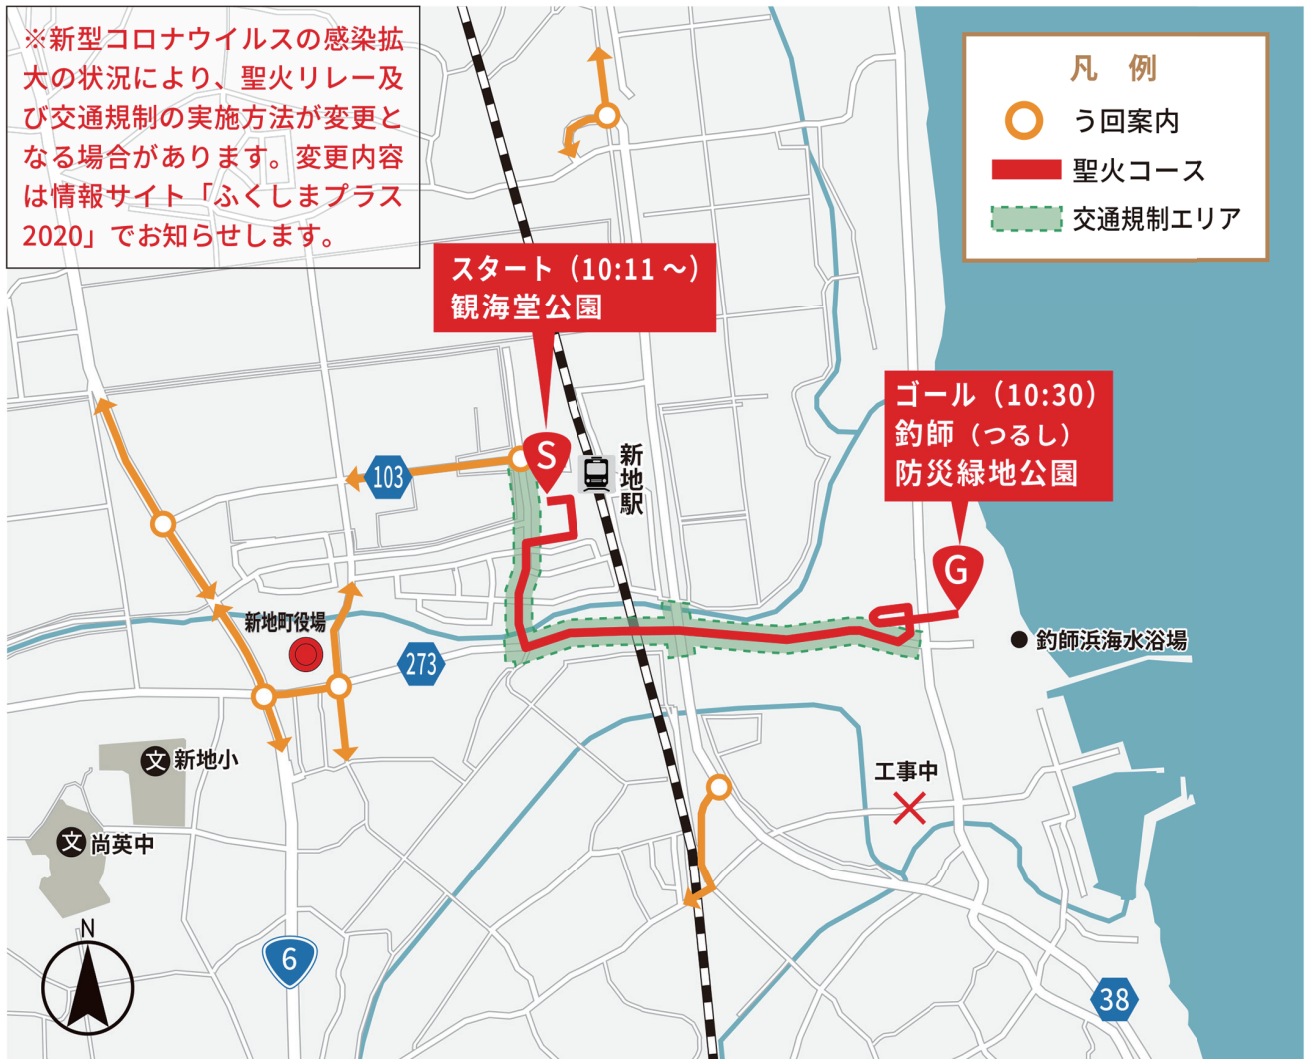 ※新型コロナウイルスの感染拡
大の状況により、聖火リレー及
び交通規制の実施方法が変更と
なる場合があります。変更内容
は情報サイト「ふくしまプラス
2020」でお知らせします。
凡 例
う回案内
聖火コース
交通規制エリア
スタート（10:11～）
観海堂公園
ゴール（10:30）
釣師（つるし）
防災緑地公園
S
103
新地駅
G
新地町役場
273
釣師浜海水浴場
文 新地小
工事中
文 尚英中
N
6
38